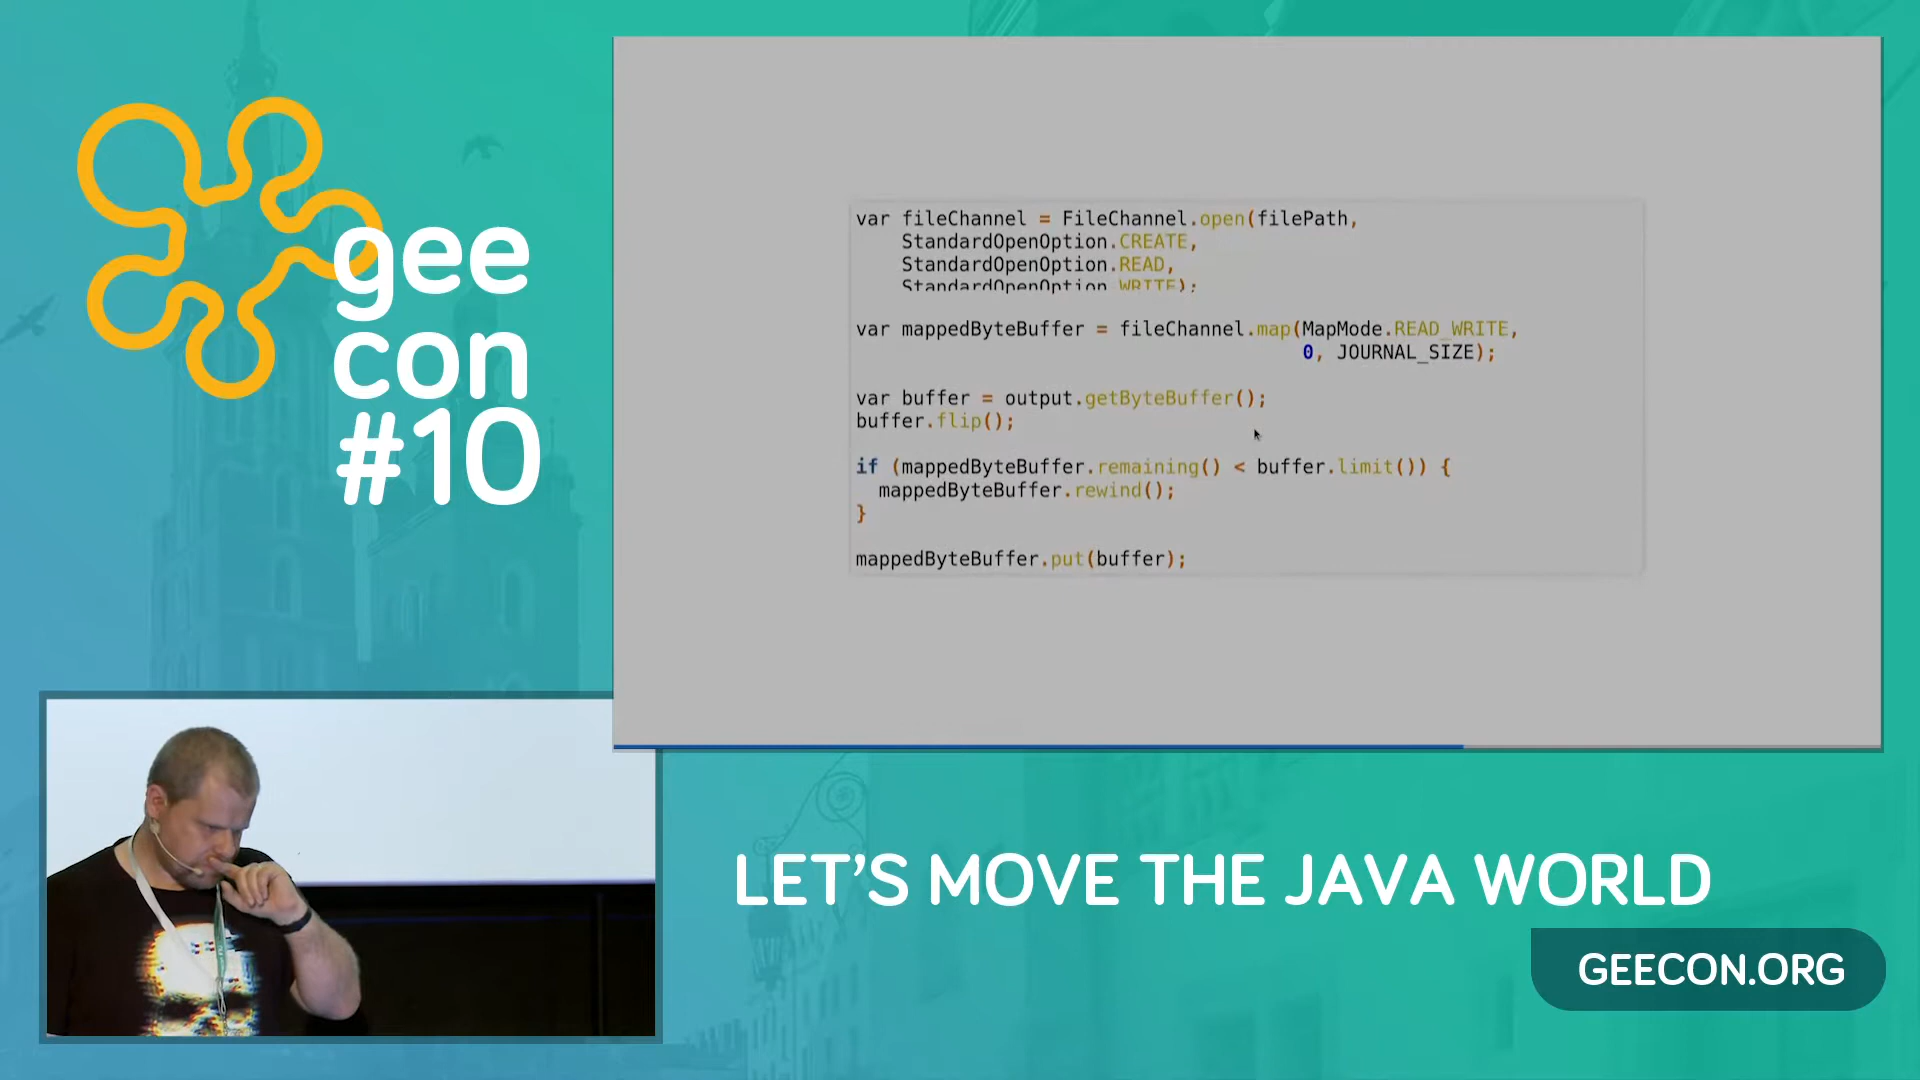 gee
con
#10
var fileChannel = FileChannel.open(filePath,
    StandardOpenOption.CREATE,
    StandardOpenOption.READ,
    StandardOpenOption.WRITE);
var mappedByteBuffer = fileChannel.map(MapMode.READ_WRITE,
                                       0, JOURNAL_SIZE);
var buffer = output.getByteBuffer();
buffer.flip();
if (mappedByteBuffer.remaining() < buffer.limit()) {
  mappedByteBuffer.rewind();
}
mappedByteBuffer.put(buffer);
LET'S MOVE THE JAVA WORLD
GEECON.ORG